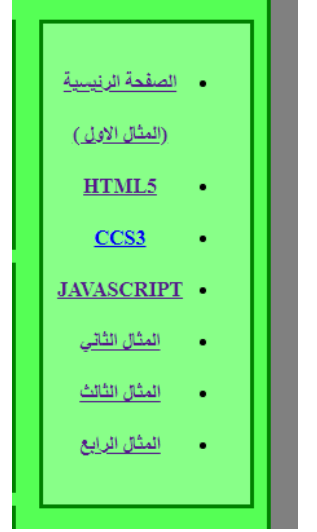 الصفحة الرئيسية
(المثال الاول )
HTML5
CCS3
JAVASCRIPT
المثال الثاني
المثال الثالث
المثال الرابع